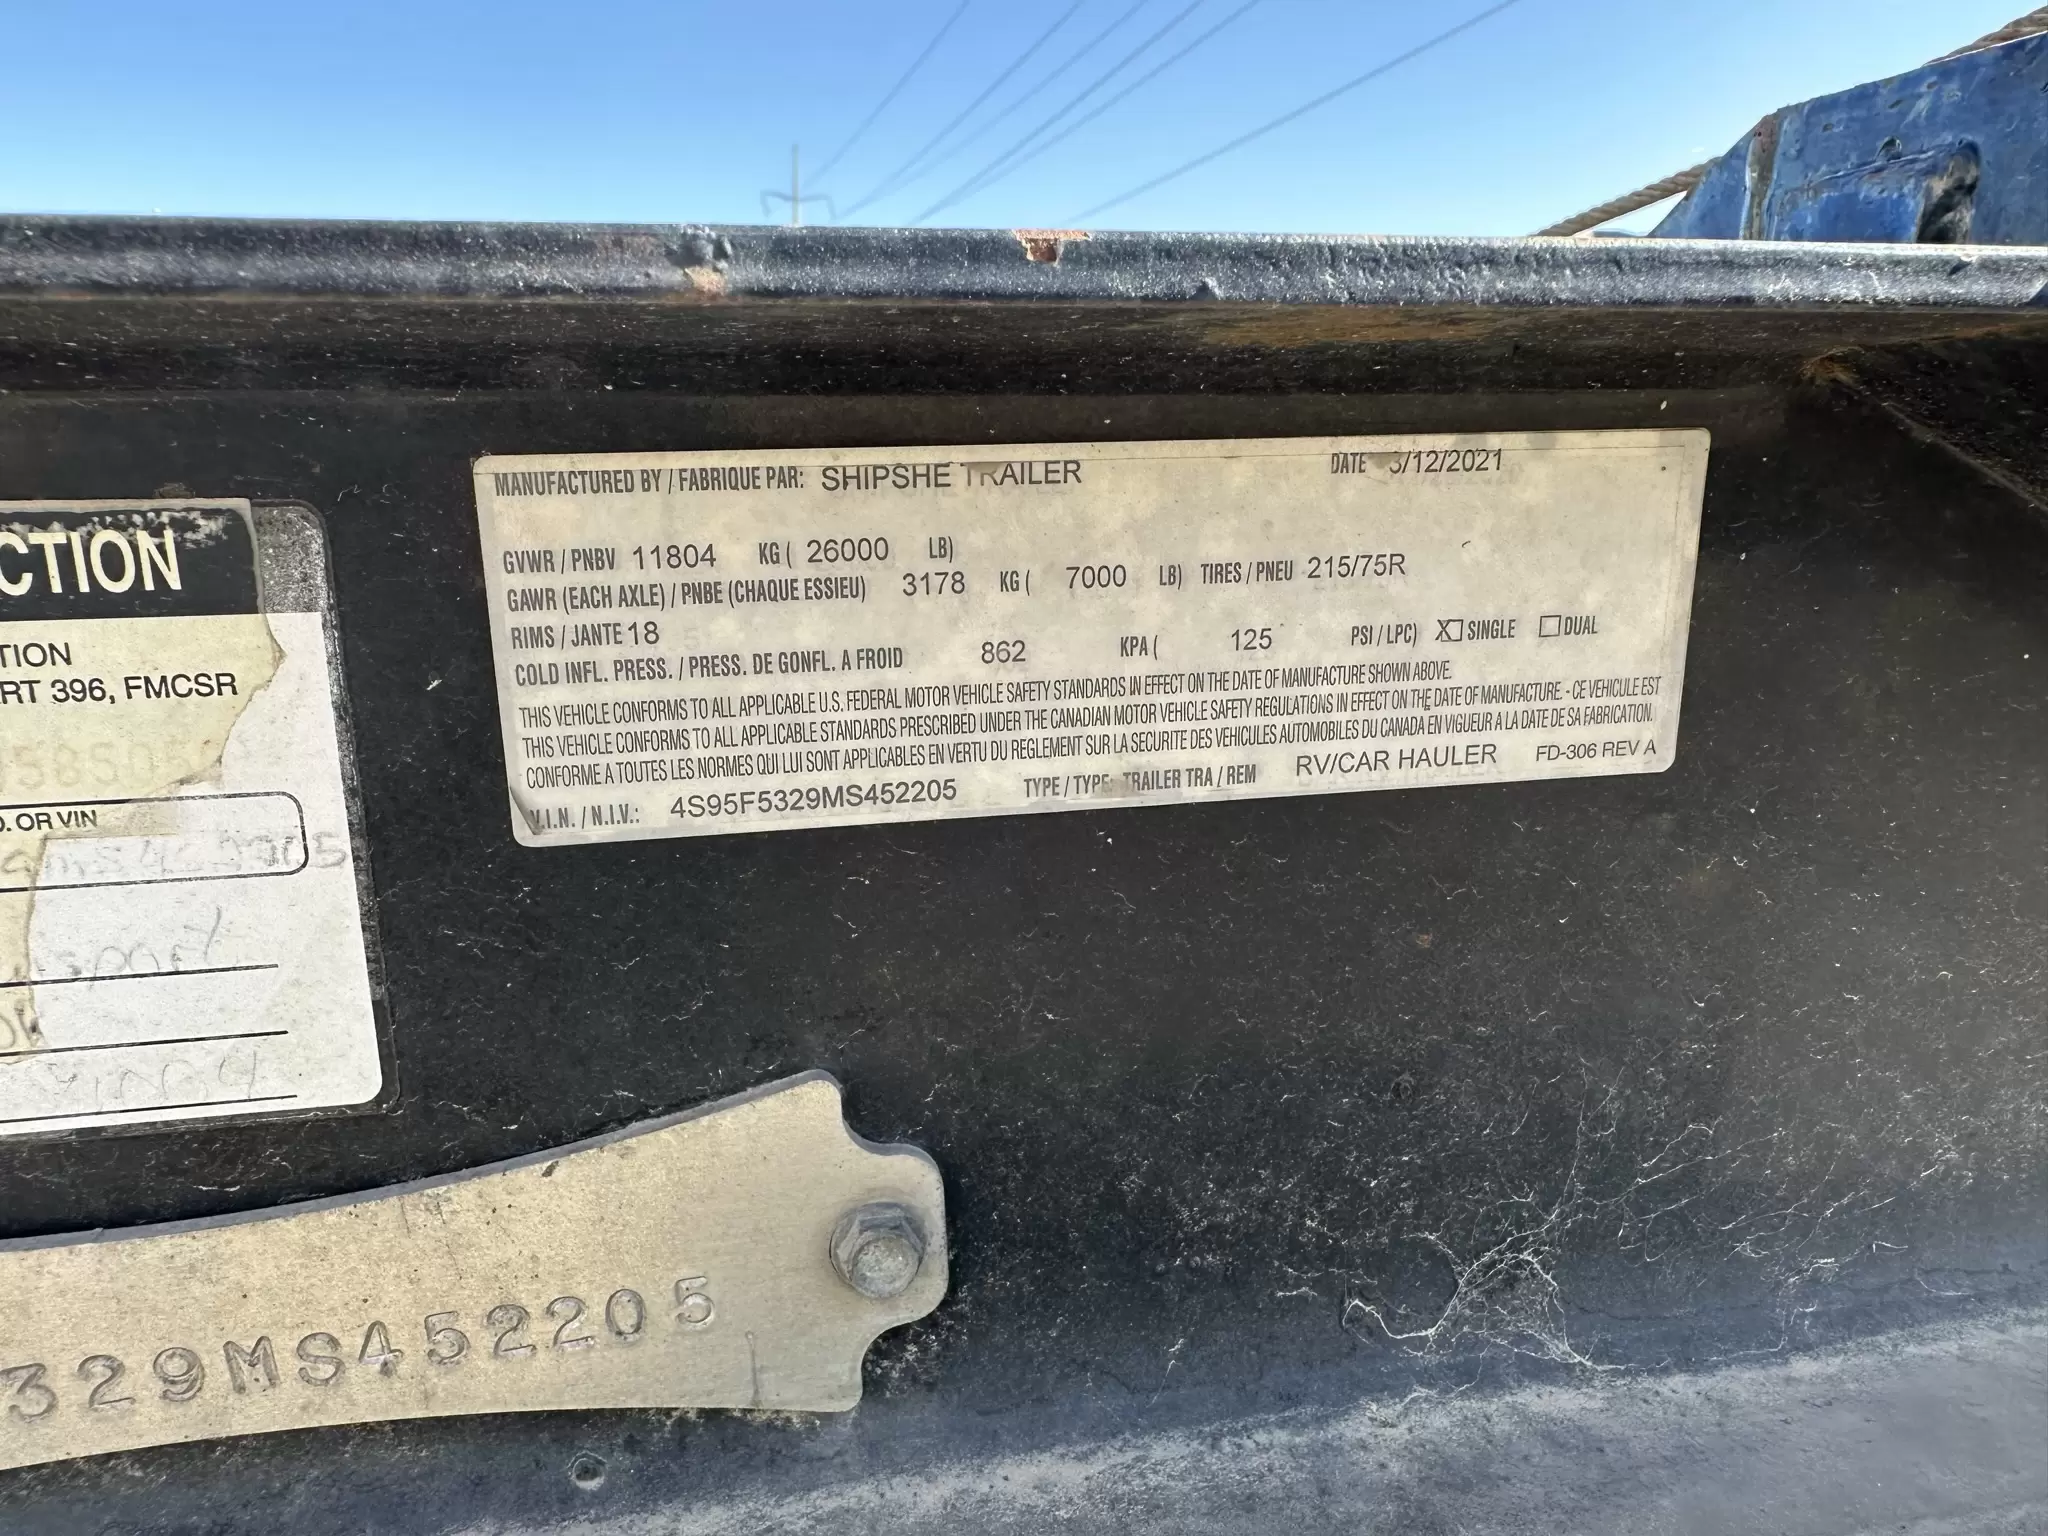 MANUFACTURED BY / FABRIQUE PAR: SHIPSHE TRAILER DATE 3/12/2021
GVWR / PNBV 11804 KG ( 26000 LB)
GAWR (EACH AXLE) / PNBE (CHAQUE ESSIEU) 3178 KG ( 7000 LB) TIRES / PNEU 215/75R
RIMS / JANTE 18
COLD INFL. PRESS. / PRESS. DE GONFL. A FROID 862 KPA ( 125 PSI / LPC) X SINGLE DUAL
THIS VEHICLE CONFORMS TO ALL APPLICABLE U.S. FEDERAL MOTOR VEHICLE SAFETY STANDARDS IN EFFECT ON THE DATE OF MANUFACTURE SHOWN ABOVE.
THIS VEHICLE CONFORMS TO ALL APPLICABLE STANDARDS PRESCRIBED UNDER THE CANADIAN MOTOR VEHICLE SAFETY REGULATIONS IN EFFECT ON THE DATE OF MANUFACTURE. - CE VEHICULE EST
CONFORME A TOUTES LES NORMES QUI LUI SONT APPLICABLES EN VERTU DU REGLEMENT SUR LA SECURITE DES VEHICULES AUTOMOBILES DU CANADA EN VIGUEUR A LA DATE DE SA FABRICATION.
V.I.N. / N.I.V.: 4S95F5329MS452205 TYPE / TYPE: TRAILER TRA / REM RV/CAR HAULER FD-306 REV A
CTION
TION
RT 396, FMCSR
OR VIN
329MS452205